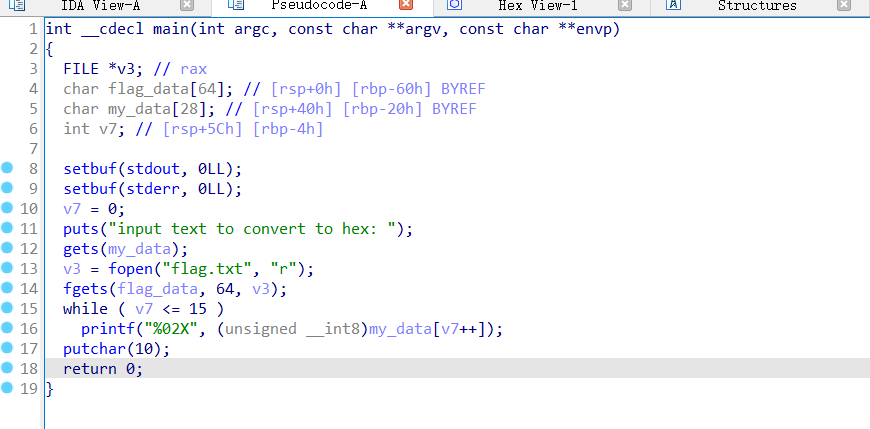 IDA View-A Pseudocode-A Hex View-1 A Structures
1 int __cdecl main(int argc, const char **argv, const char **envp)
2 {
3 FILE *v3; // rax
4 char flag_data[64]; // [rsp+0h] [rbp-60h] BYREF
5 char my_data[28]; // [rsp+40h] [rbp-20h] BYREF
6 int v7; // [rsp+5Ch] [rbp-4h]
7
8 setbuf(stdout, 0LL);
9 setbuf(stderr, 0LL);
10 v7 = 0;
11 puts("input text to convert to hex: ");
12 gets(my_data);
13 v3 = fopen("flag.txt", "r");
14 fgets(flag_data, 64, v3);
15 while ( v7 <= 15 )
16 printf("%02X", (unsigned __int8)my_data[v7++]);
17 putchar(10);
18 return 0;
19 }